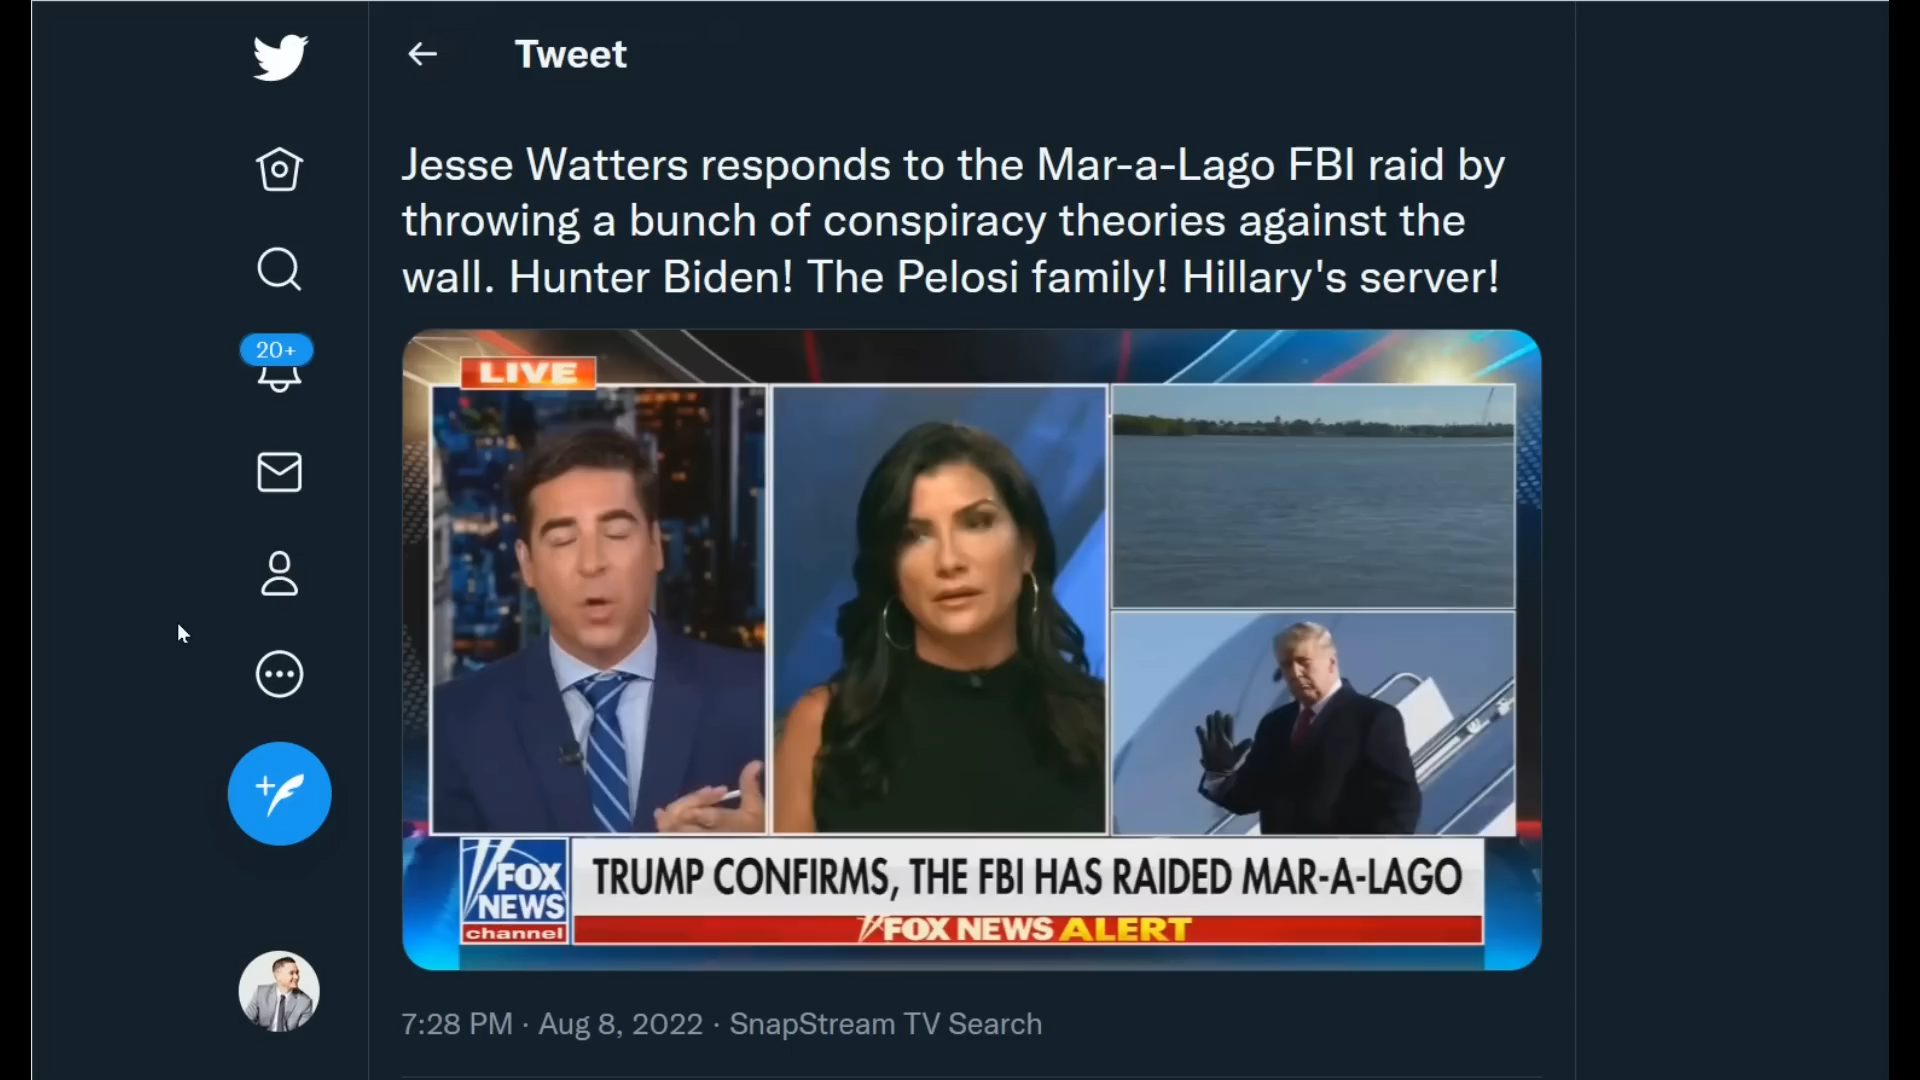 Tweet
Jesse Watters responds to the Mar-a-Lago FBI raid by
throwing a bunch of conspiracy theories against the
wall. Hunter Biden! The Pelosi family! Hillary's server!
20+
LIVE
FOX
NEWS
channel
TRUMP CONFIRMS, THE FBI HAS RAIDED MAR-A-LAGO
FOX NEWS ALERT
7:28 PM · Aug 8, 2022 · SnapStream TV Search